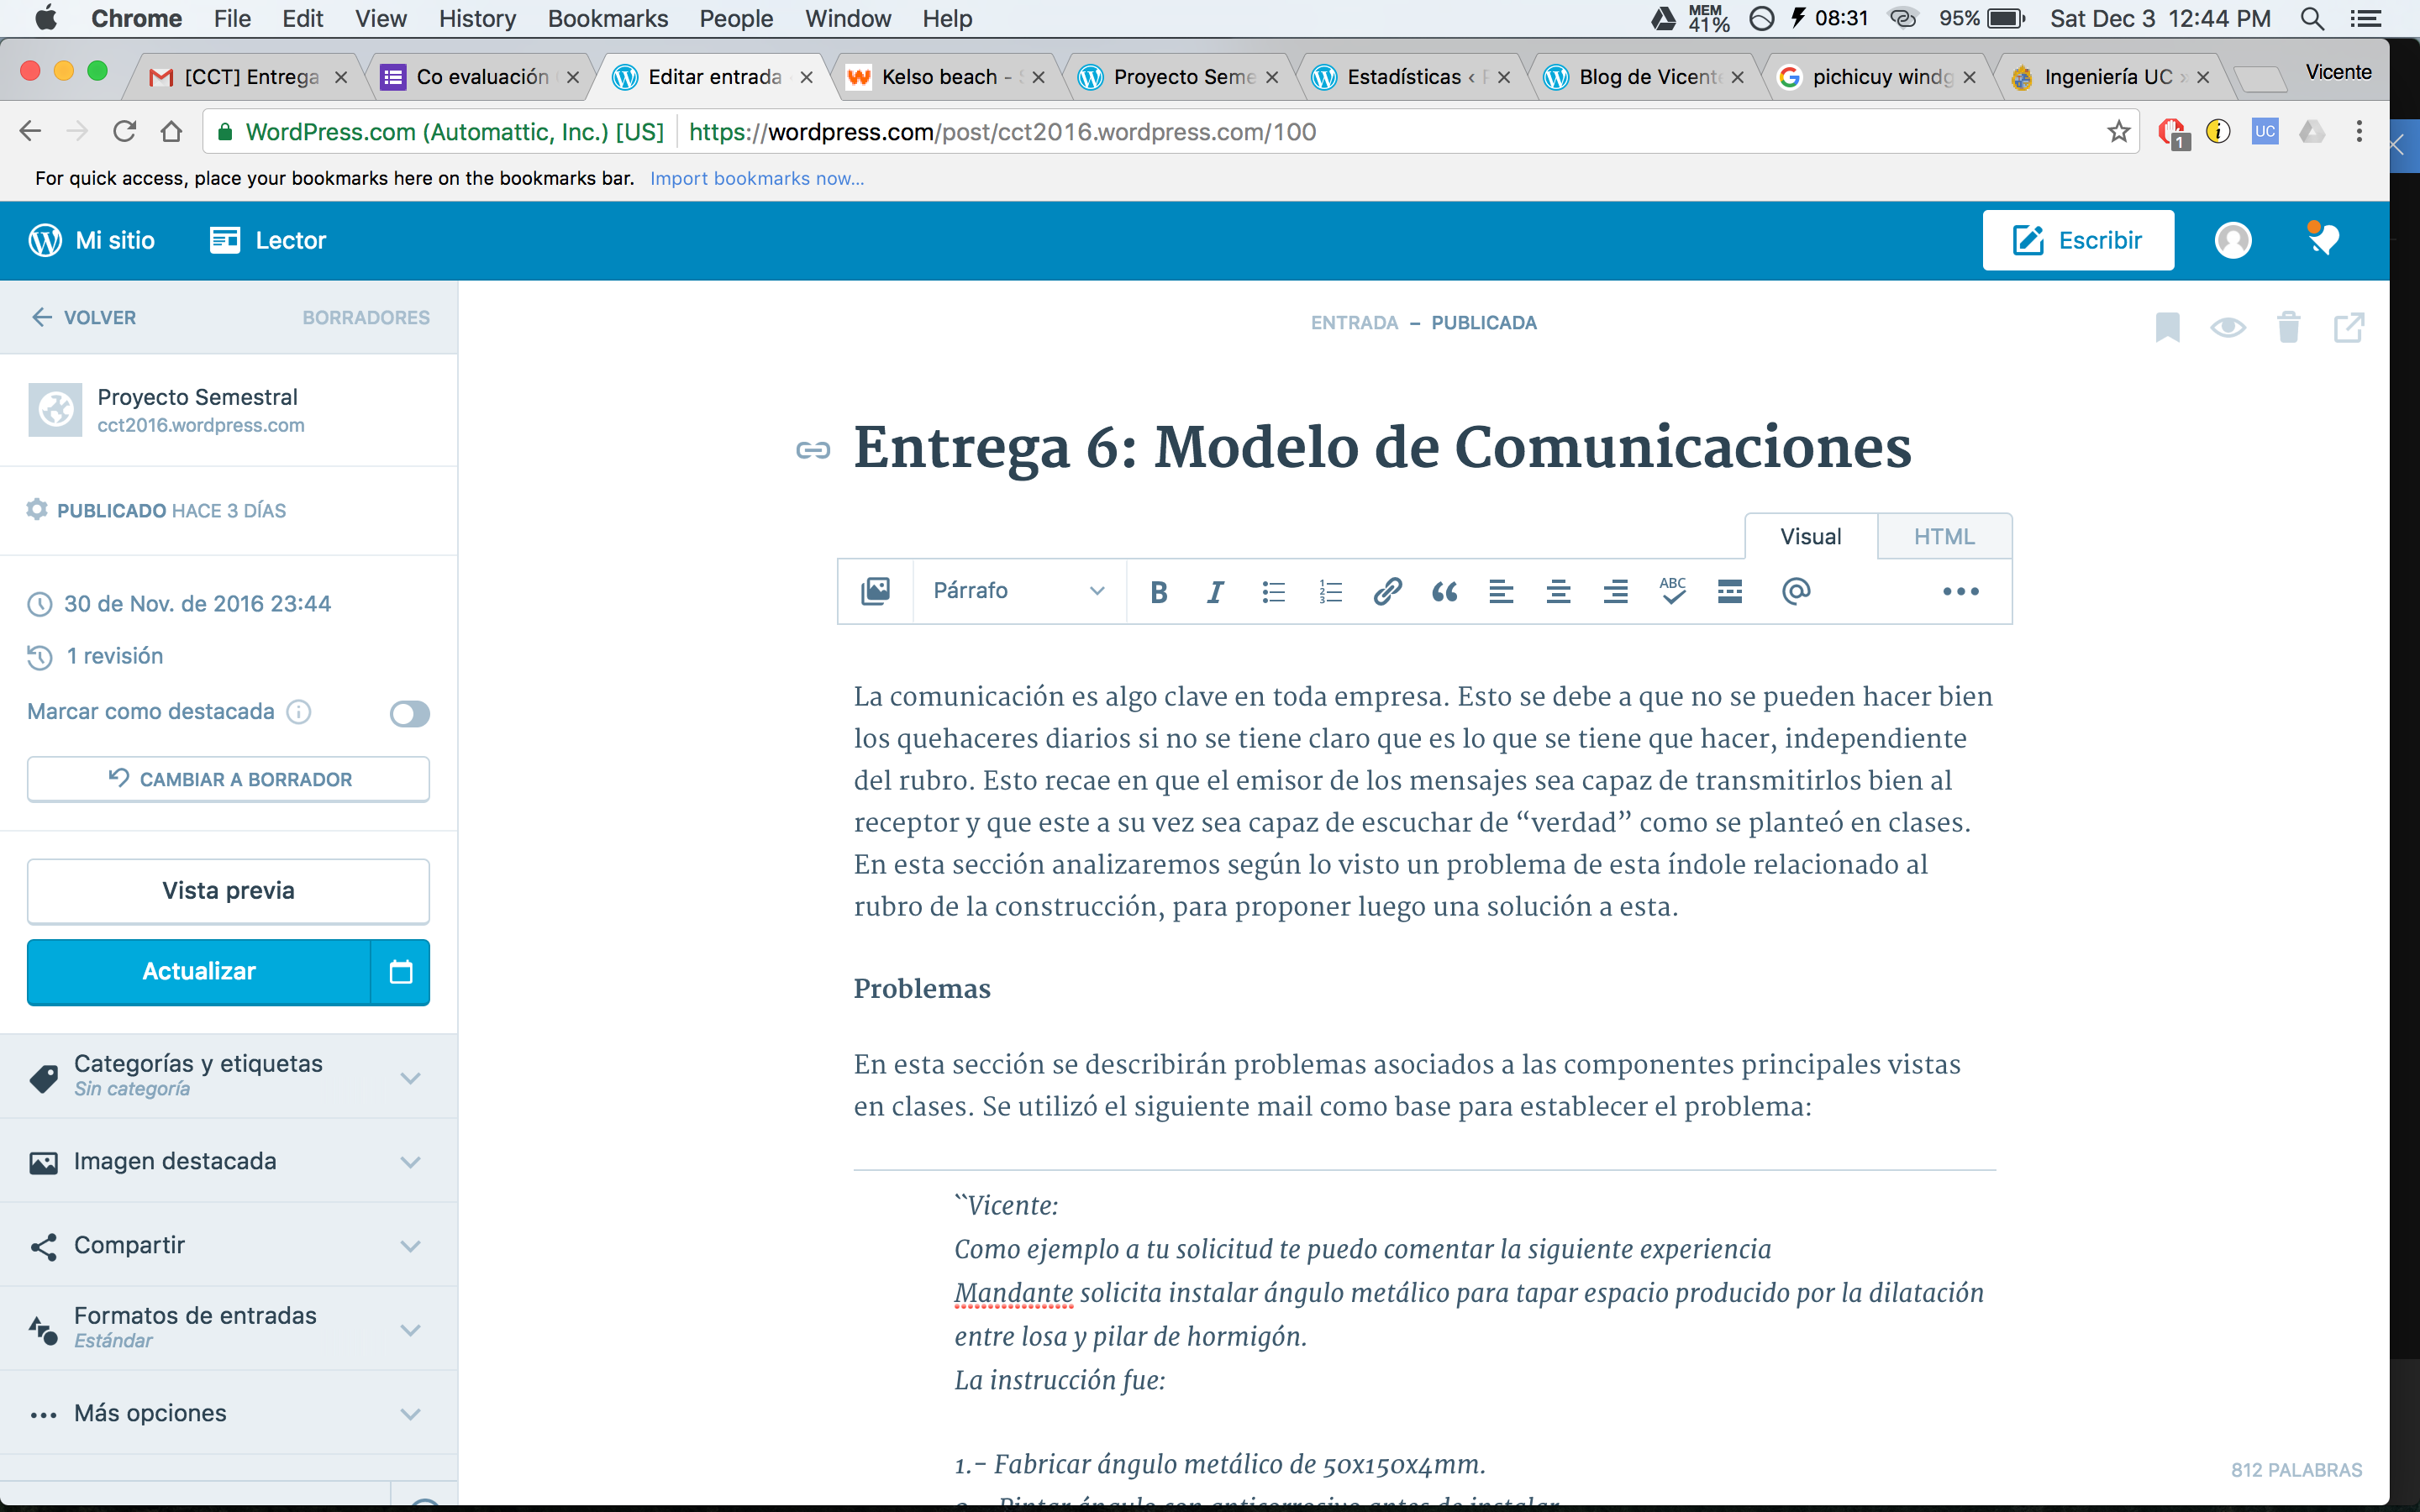 Chrome File Edit View History Bookmarks People Window Help MEM 41% 08:31 95% Sat Dec 3 12:44 PM
[CCT] Entrega Co evaluación Editar entrada Kelso beach - Proyecto Seme Estadísticas ‹ Blog de Vicente pichicuy windg Ingeniería UC Vicente
WordPress.com (Automattic, Inc.) [US] https://wordpress.com/post/cct2016.wordpress.com/100 1 UC
For quick access, place your bookmarks here on the bookmarks bar. Import bookmarks now...
Mi sitio Lector Escribir
VOLVER BORRADORES
Proyecto Semestral
cct2016.wordpress.com
PUBLICADO HACE 3 DÍAS
30 de Nov. de 2016 23:44
1 revisión
Marcar como destacada
CAMBIAR A BORRADOR
Vista previa
Actualizar
Categorías y etiquetas
Sin categoría
Imagen destacada
Compartir
Formatos de entradas
Estándar
Más opciones
ENTRADA – PUBLICADA
Entrega 6: Modelo de Comunicaciones
Visual HTML
Párrafo B I ABC
La comunicación es algo clave en toda empresa. Esto se debe a que no se pueden hacer bien
los quehaceres diarios si no se tiene claro que es lo que se tiene que hacer, independiente
del rubro. Esto recae en que el emisor de los mensajes sea capaz de transmitirlos bien al
receptor y que este a su vez sea capaz de escuchar de “verdad” como se planteó en clases.
En esta sección analizaremos según lo visto un problema de esta índole relacionado al
rubro de la construcción, para proponer luego una solución a esta.
Problemas
En esta sección se describirán problemas asociados a las componentes principales vistas
en clases. Se utilizó el siguiente mail como base para establecer el problema:
``Vicente:
Como ejemplo a tu solicitud te puedo comentar la siguiente experiencia
Mandante solicita instalar ángulo metálico para tapar espacio producido por la dilatación
entre losa y pilar de hormigón.
La instrucción fue:
1.- Fabricar ángulo metálico de 50x150x4mm.
2.- Pintar ángulo con anticorrosivo antes de instalar
812 PALABRAS